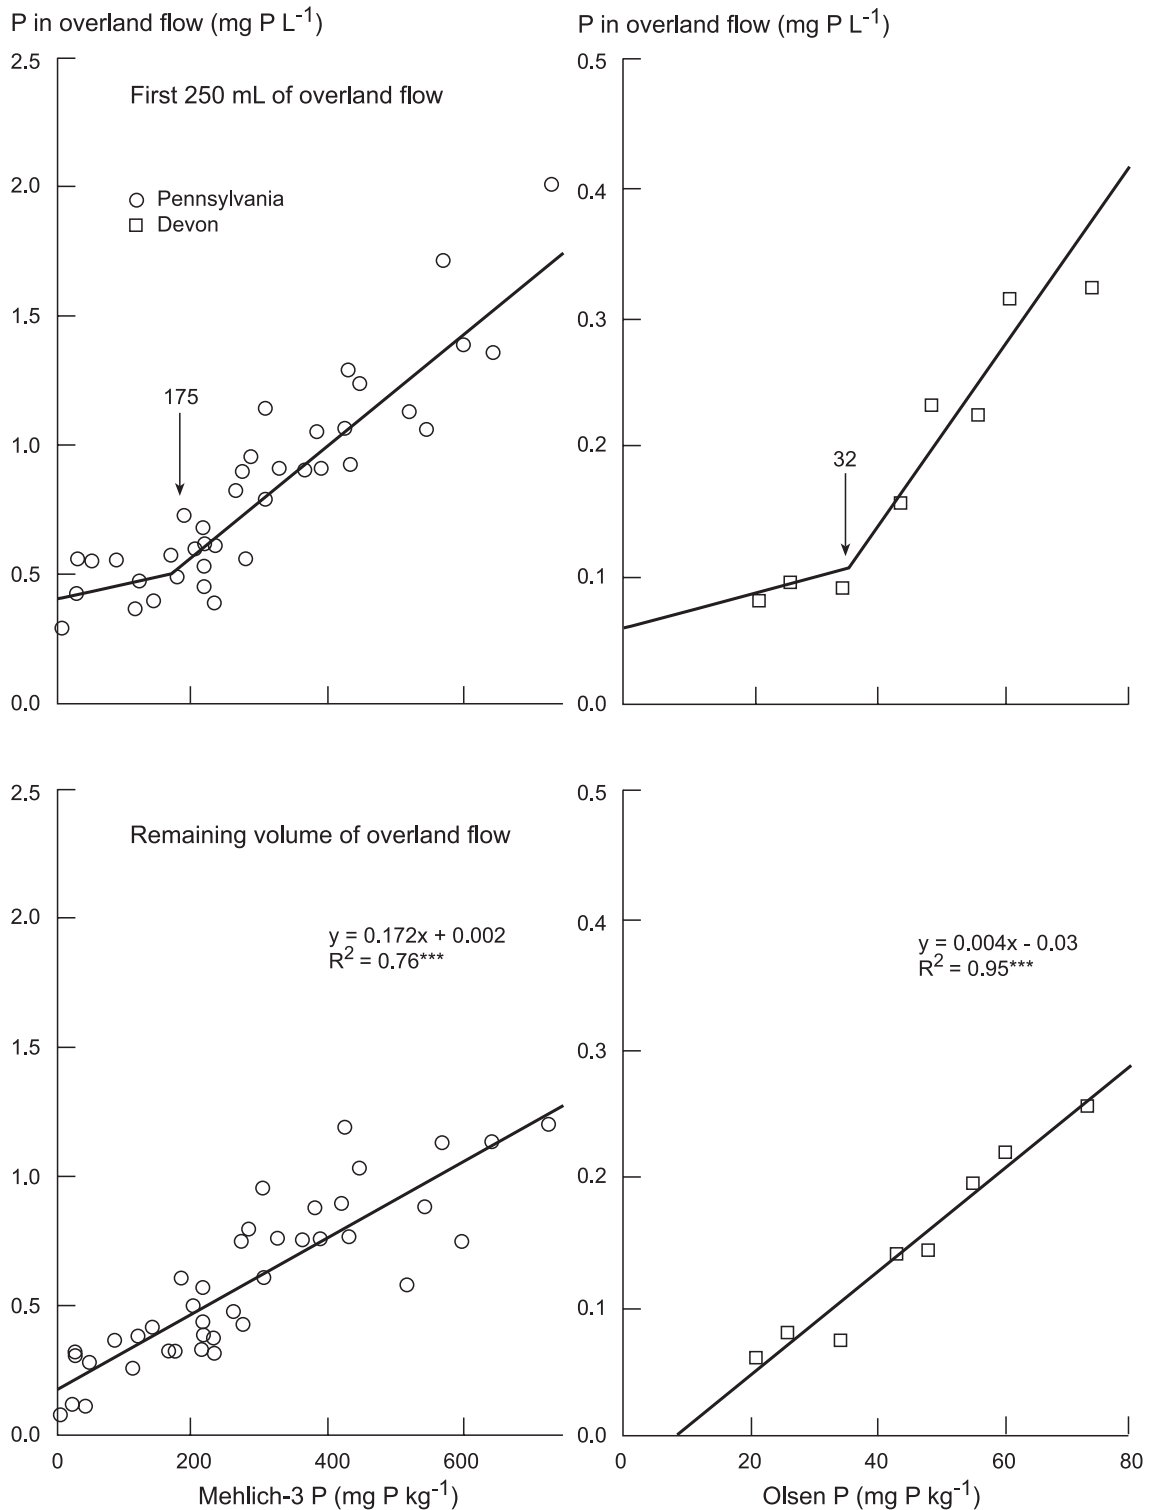 P in overland flow (mg P L-1)
2.5
First 250 mL of overland flow
2.0
Pennsylvania
Devon
1.5
175
1.0
0.5
0.0
P in overland flow (mg P L-1)
0.5
0.4
0.3
32
0.2
0.1
0.0
2.5
Remaining volume of overland flow
2.0
y = 0.172x + 0.002
R2 = 0.76***
1.5
1.0
0.5
0.0
0 200 400 600
Mehlich-3 P (mg P kg-1)
0.5
0.4
y = 0.004x - 0.03
R2 = 0.95***
0.3
0.2
0.1
0.0
0 20 40 60 80
Olsen P (mg P kg-1)